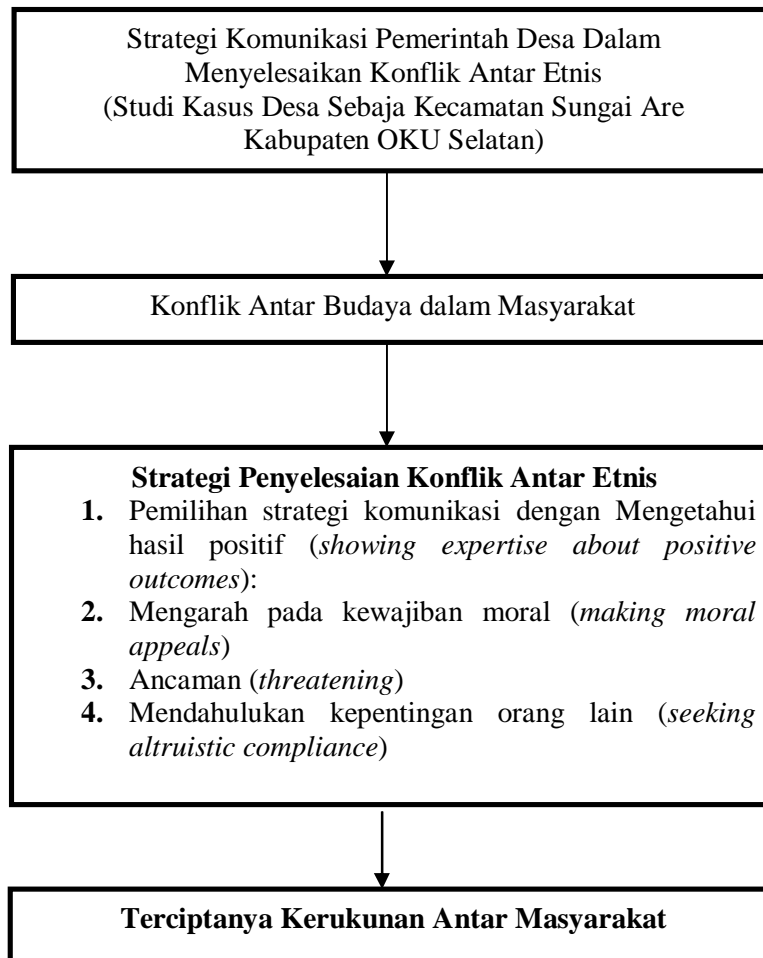 Strategi Komunikasi Pemerintah Desa Dalam
Menyelesaikan Konflik Antar Etnis
(Studi Kasus Desa Sebaja Kecamatan Sungai Are
Kabupaten OKU Selatan)
Konflik Antar Budaya dalam Masyarakat
Strategi Penyelesaian Konflik Antar Etnis
1. Pemilihan strategi komunikasi dengan Mengetahui
hasil positif (showing expertise about positive
outcomes):
2. Mengarah pada kewajiban moral (making moral
appeals)
3. Ancaman (threatening)
4. Mendahulukan kepentingan orang lain (seeking
altruistic compliance)
Terciptanya Kerukunan Antar Masyarakat